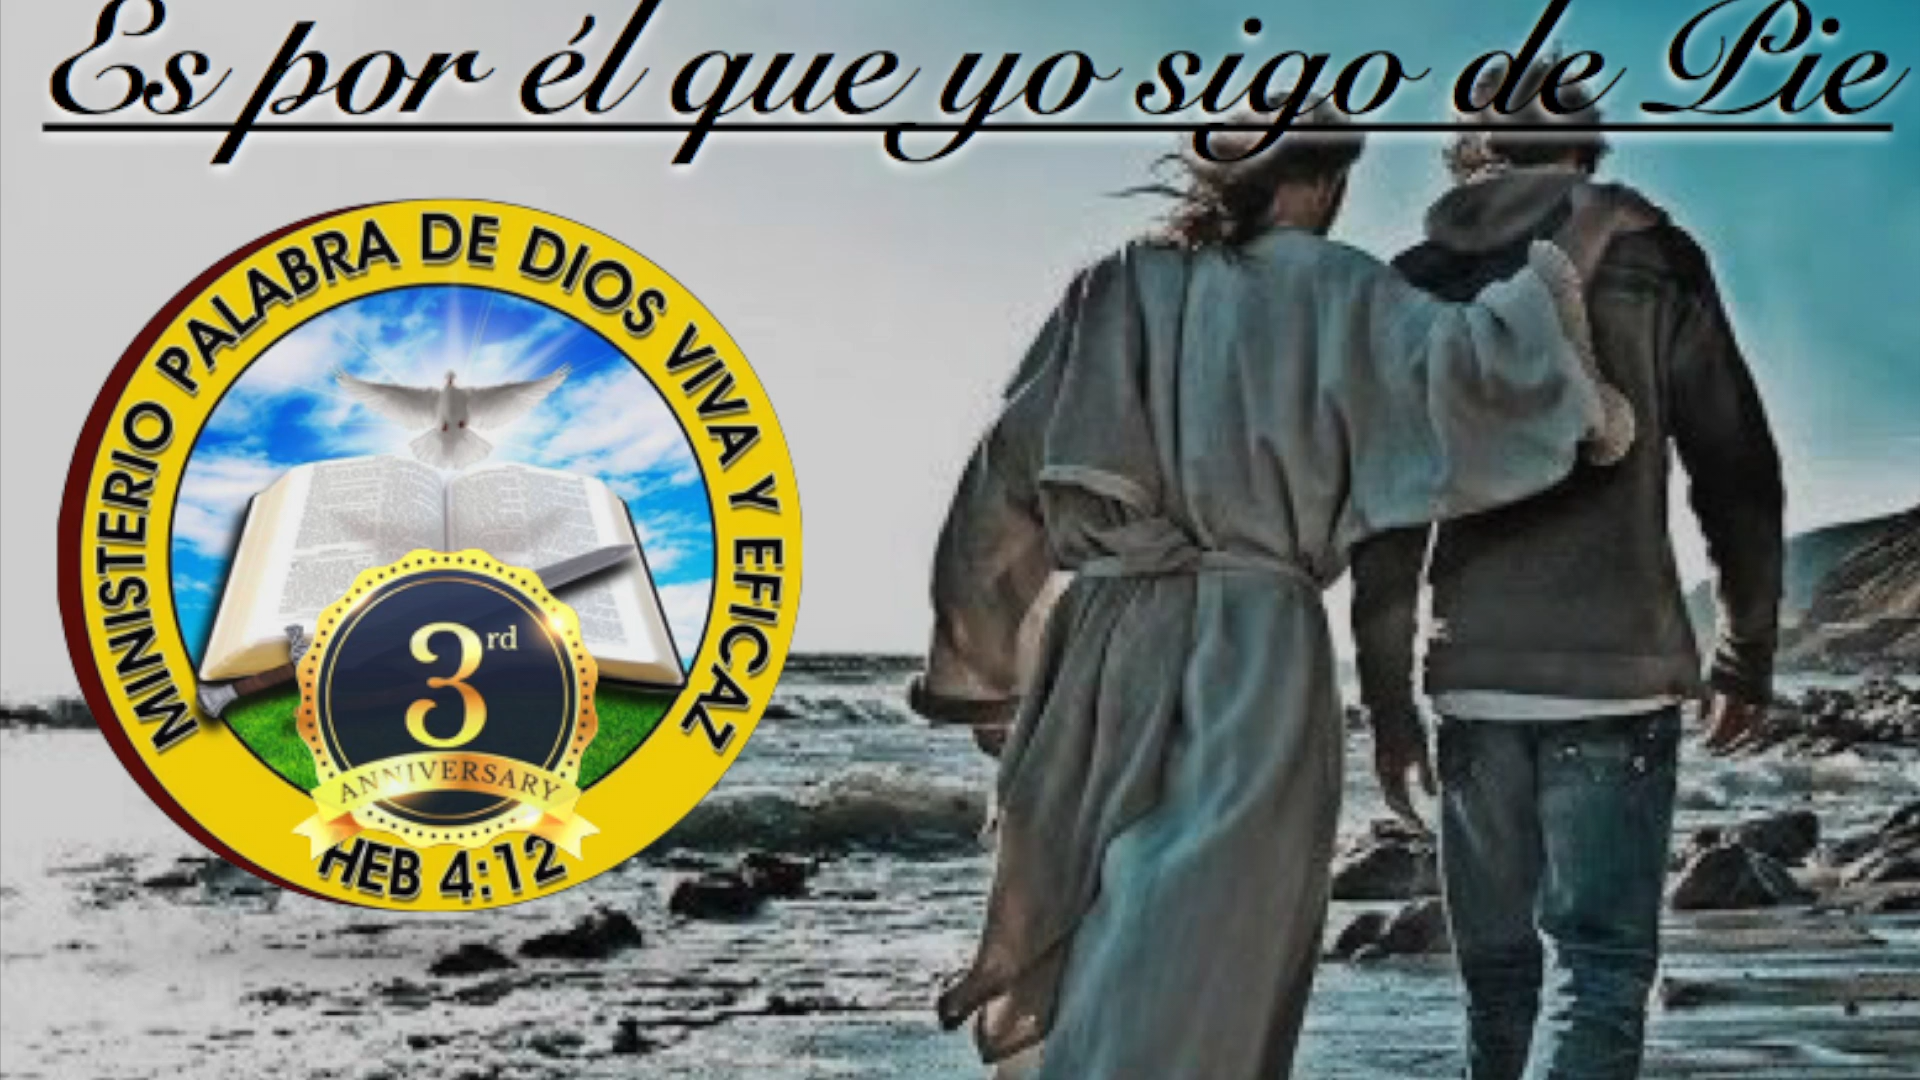 Es por él que yo sigo de Pie
MINISTERIO PALABRA DE DIOS VIVA Y EFICAZ
3rd
ANNIVERSARY
HEB 4:12